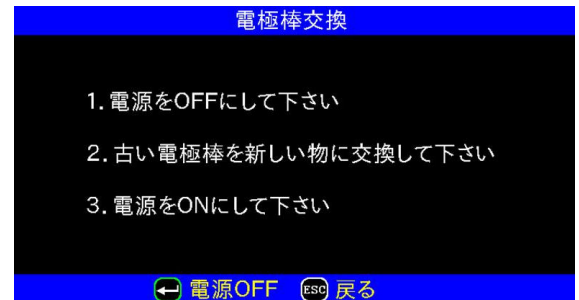 電極棒交換
1.電源をOFFにして下さい
2.古い電極棒を新しい物に交換して下さい
3.電源をONにして下さい
↵ 電源OFF ESC 戻る